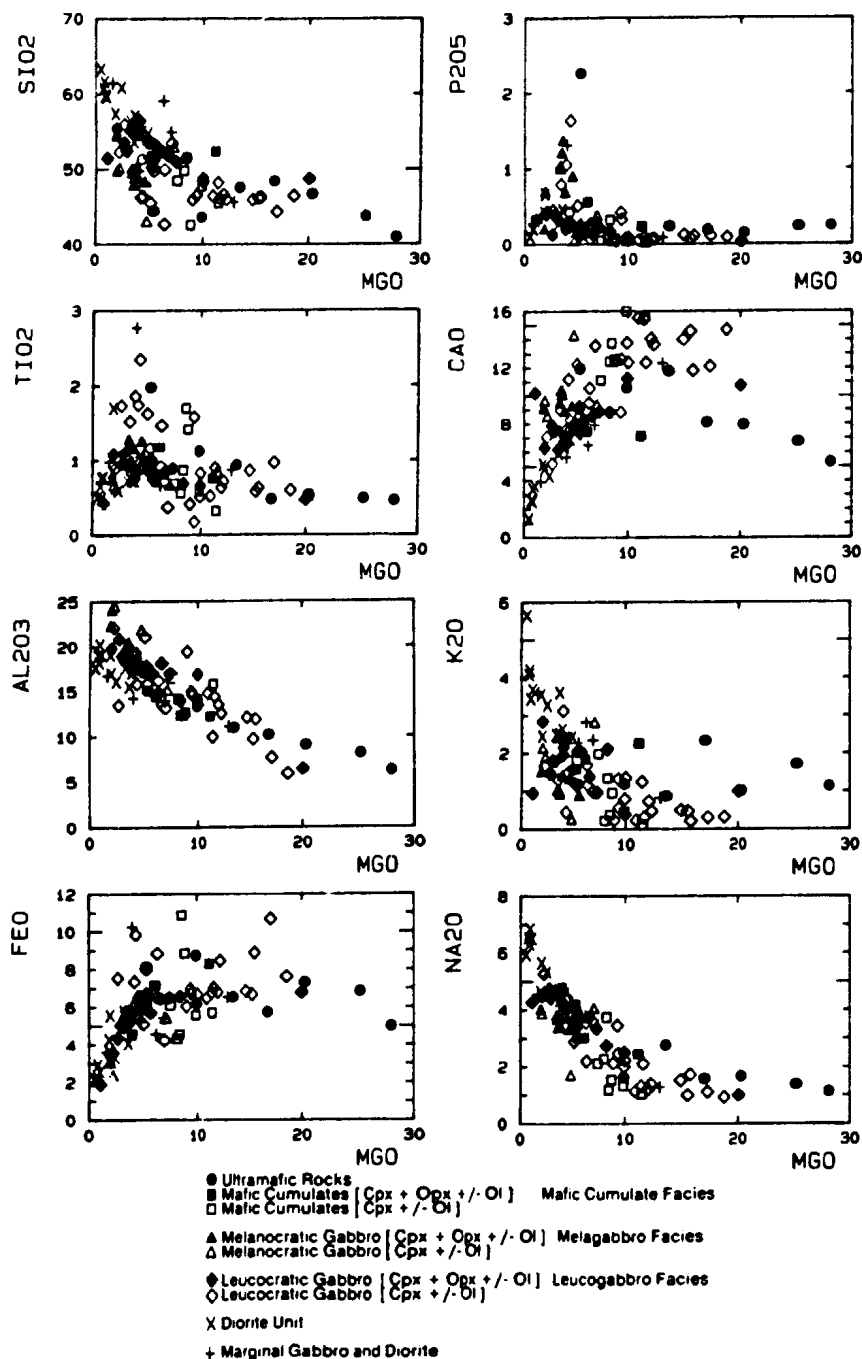 SIO2
70
60
50
40
0 10 20 30
MGO
P2O5
3
2
1
0
0 10 20 30
MGO
TIO2
3
2
1
0
0 10 20 30
MGO
CAO
16
12
8
4
0
0 10 20 30
MGO
AL2O3
25
20
15
10
5
0
0 10 20 30
MGO
K2O
6
4
2
0
0 10 20 30
MGO
FEO
12
10
8
6
4
2
0
0 10 20 30
MGO
NA2O
8
6
4
2
0
0 10 20 30
MGO
Ultramafic Rocks
Mafic Cumulates [Cpx + Opx +/- Ol] Mafic Cumulate Facies
Mafic Cumulates [Cpx +/- Ol]
Melanocratic Gabbro [Cpx + Opx +/- Ol] Melagabbro Facies
Melanocratic Gabbro [Cpx +/- Ol]
Leucocratic Gabbro [Cpx + Opx +/- Ol] Leucogabbro Facies
Leucocratic Gabbro [Cpx +/- Ol]
Diorite Unit
Marginal Gabbro and Diorite